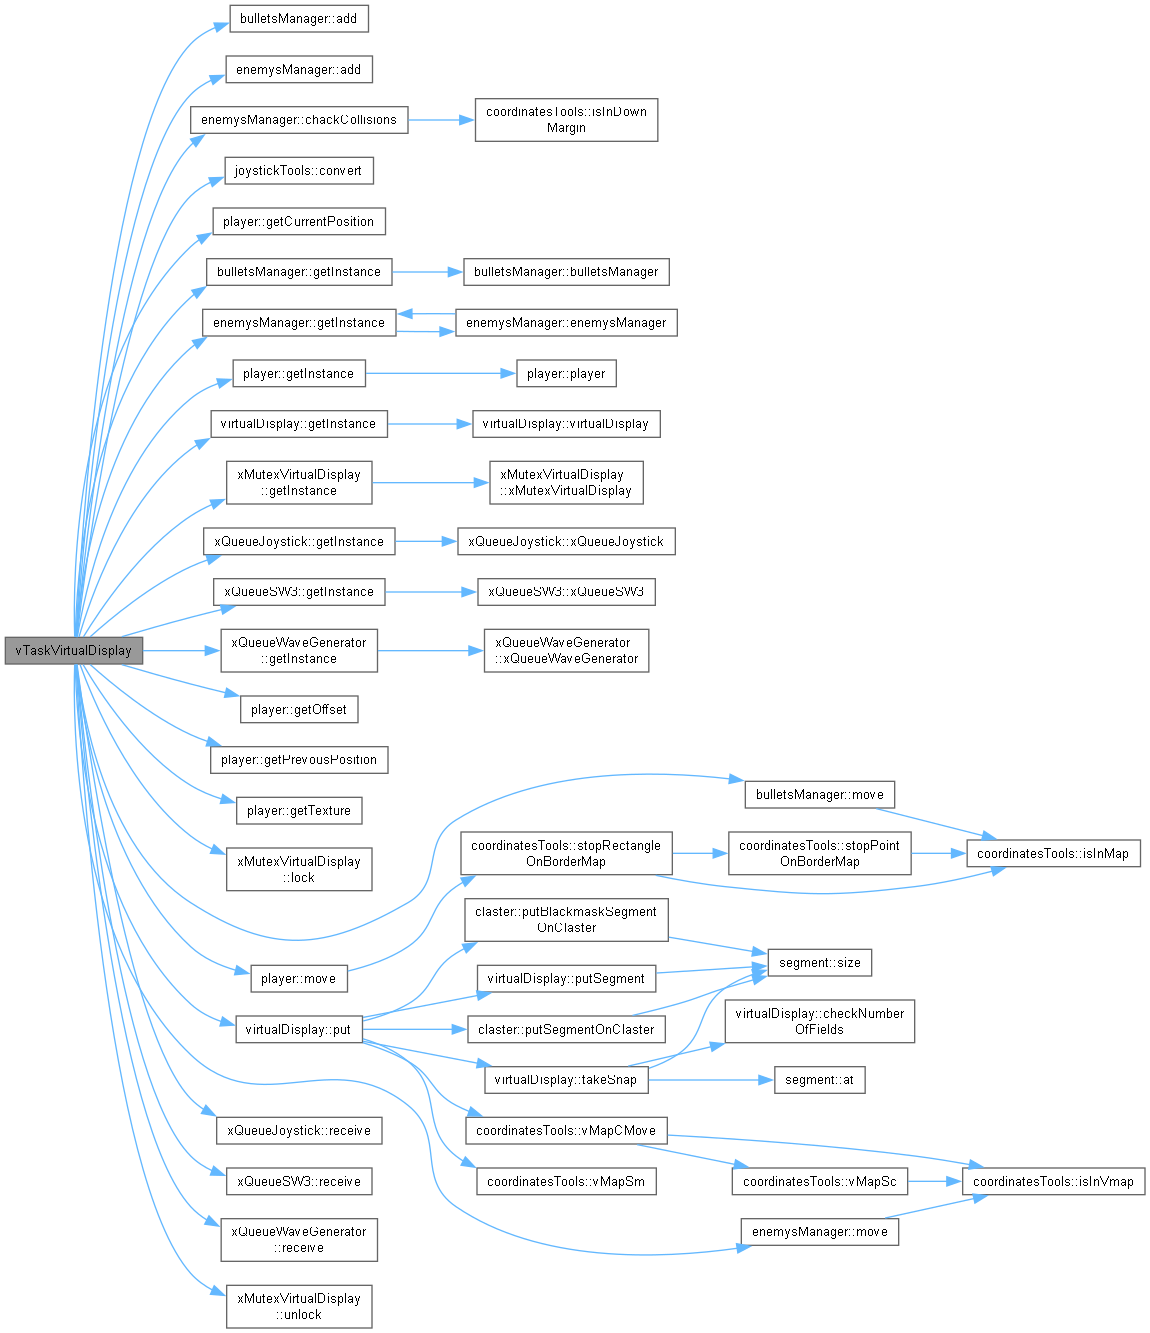 bulletsManager::add
enemysManager::add
enemysManager::chackCollisions
coordinatesTools::isInDown
Margin
joystickTools::convert
player::getCurrentPosition
bulletsManager::getInstance
bulletsManager::bulletsManager
enemysManager::getInstance
enemysManager::enemysManager
player::getInstance
player::player
virtualDisplay::getInstance
virtualDisplay::virtualDisplay
xMutexVirtualDisplay
::getInstance
xMutexVirtualDisplay
::xMutexVirtualDisplay
xQueueJoystick::getInstance
xQueueJoystick::xQueueJoystick
xQueueSW3::getInstance
xQueueSW3::xQueueSW3
vTaskVirtualDisplay
xQueueWaveGenerator
::getInstance
xQueueWaveGenerator
::xQueueWaveGenerator
player::getOffset
player::getPrevousPosition
player::getTexture
bulletsManager::move
xMutexVirtualDisplay
::lock
coordinatesTools::stopRectangle
OnBorderMap
coordinatesTools::stopPoint
OnBorderMap
coordinatesTools::isInMap
claster::putBlackmaskSegment
OnClaster
player::move
virtualDisplay::putSegment
segment::size
virtualDisplay::put
claster::putSegmentOnClaster
virtualDisplay::checkNumber
OfFields
virtualDisplay::takeSnap
segment::at
xQueueJoystick::receive
coordinatesTools::vMapCMove
xQueueSW3::receive
coordinatesTools::vMapSm
coordinatesTools::vMapSc
coordinatesTools::isInVmap
xQueueWaveGenerator
::receive
enemysManager::move
xMutexVirtualDisplay
::unlock